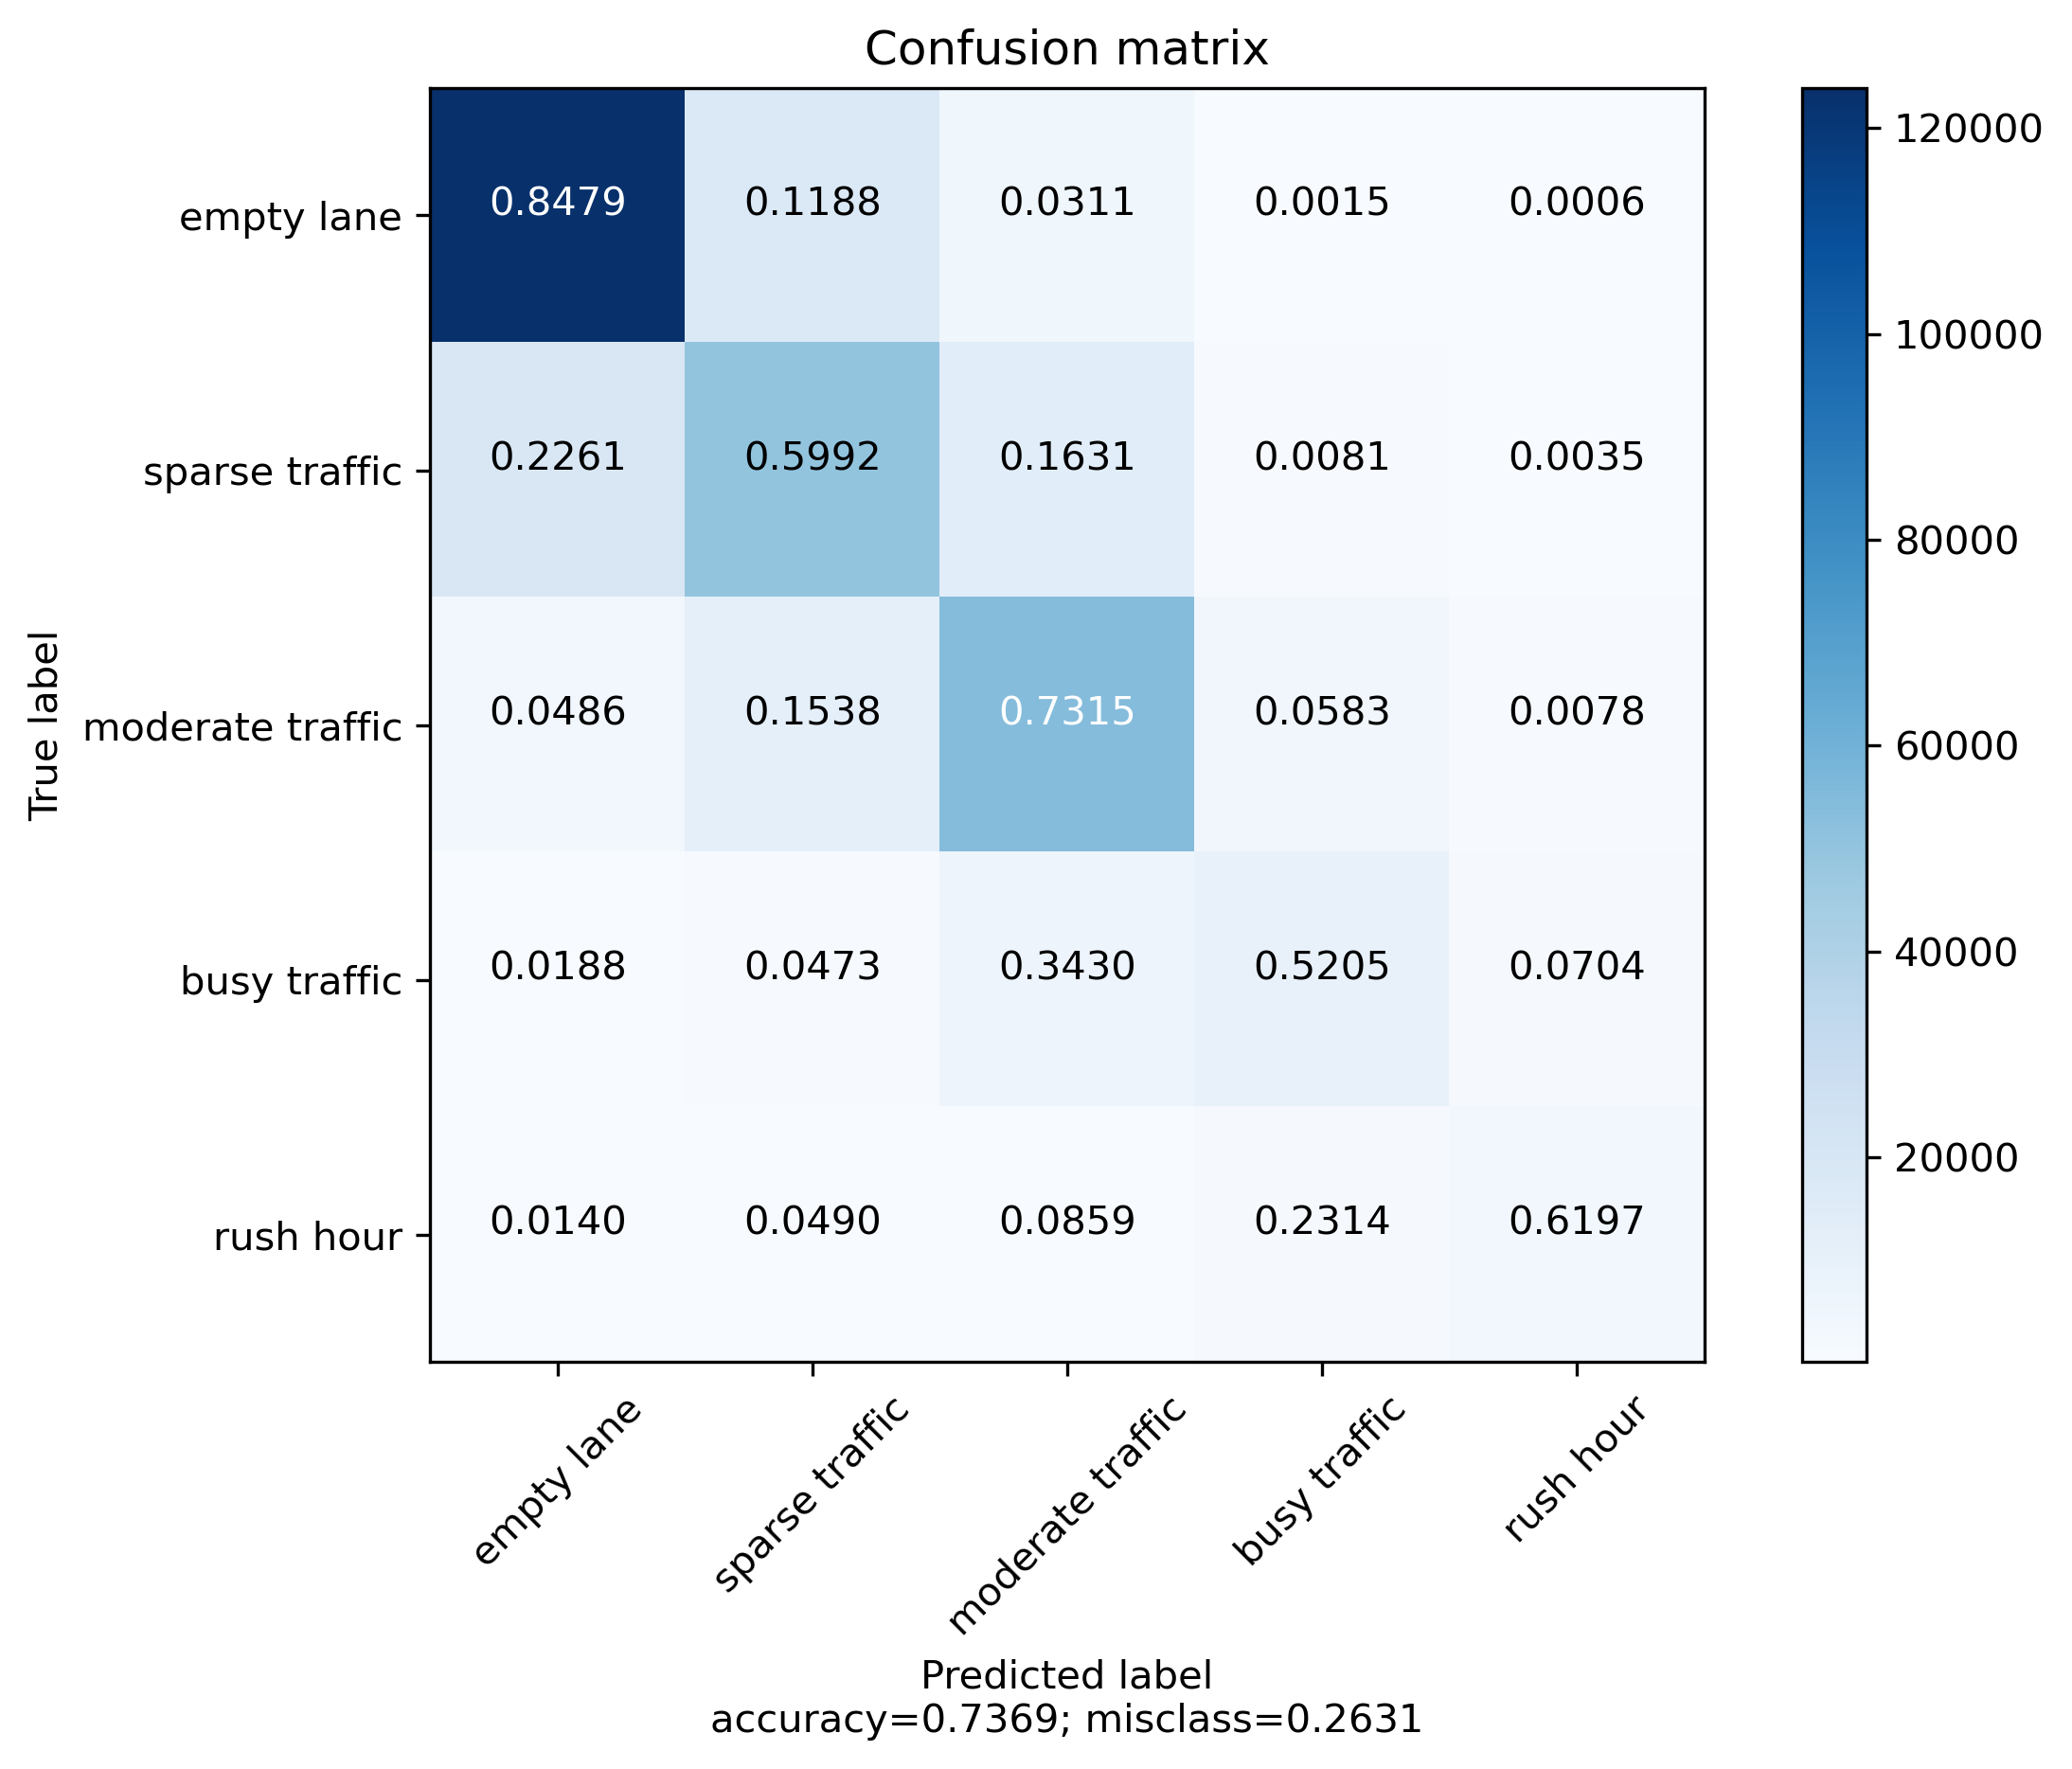 Confusion matrix
empty lane 0.8479 0.1188 0.0311 0.0015 0.0006
sparse traffic 0.2261 0.5992 0.1631 0.0081 0.0035
moderate traffic 0.0486 0.1538 0.7315 0.0583 0.0078
busy traffic 0.0188 0.0473 0.3430 0.5205 0.0704
rush hour 0.0140 0.0490 0.0859 0.2314 0.6197
True label
empty lane
sparse traffic
moderate traffic
busy traffic
rush hour
Predicted label
accuracy=0.7369; misclass=0.2631
120000
100000
80000
60000
40000
20000